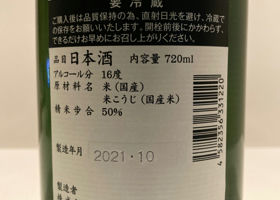 要冷蔵
ご購入後は品質保持の為、直射日光を避け、冷蔵で
の保存をお願いいたします。開栓前後にかかわらず、
できるだけお早めにお召し上がりください。
品目 日本酒 内容量 720ml
アルコール分 16度
原材料名 米(国産)
米こうじ(国産米)
精米歩合 50%
製造年月 2021・10
製造者
4582356331220